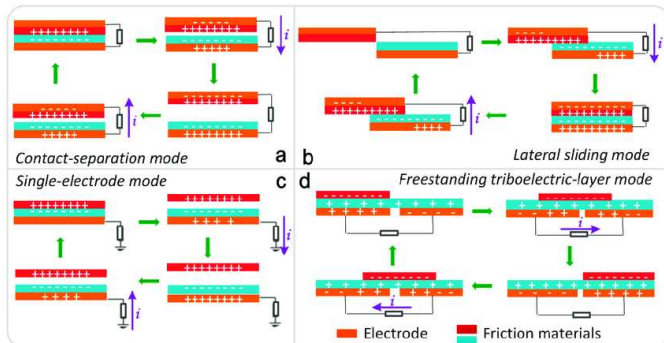 a
i
i
Contact-separation mode
b
i
i
Lateral sliding mode
Single-electrode mode
c
i
i
d
Freestanding triboelectric-layer mode
i
i
Electrode
Friction materials